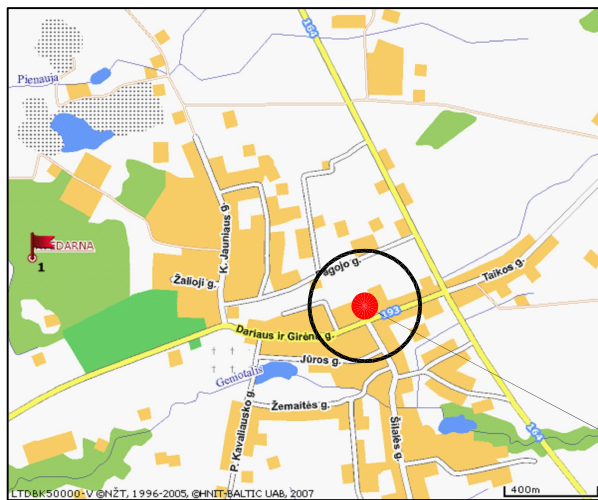 164
Pienauja
DARNA
1
K. Jauniaus g.
Žalioji g.
Pagojo g.
Taikos g.
193
Dariaus ir Girėno g.
Jūros g.
Geniotalis
Žemaitės g.
P. Kavaliausko g.
Šilalės g.
164
400m
LTDBK50000-V ©NŽT, 1996-2005, ©HNIT-BALTIC UAB, 2007